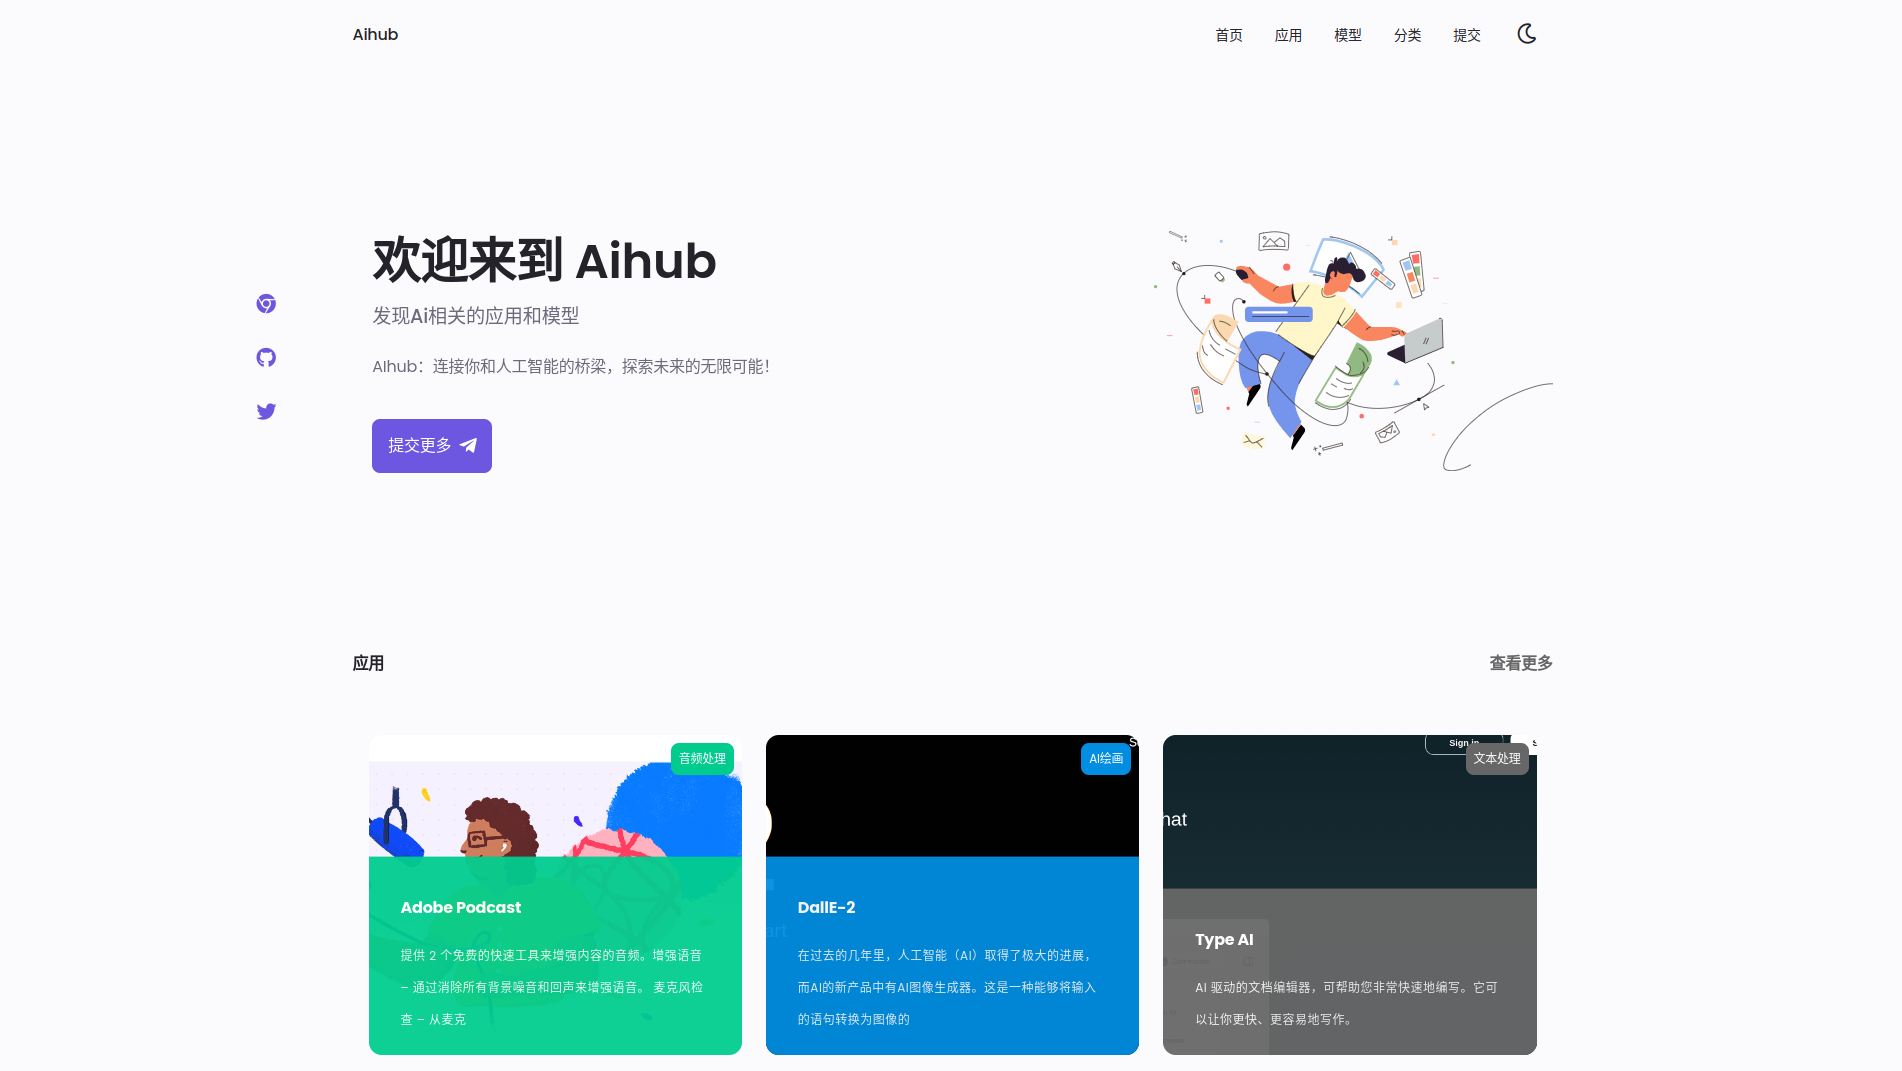 Aihub
首页 应用 模型 分类 提交
欢迎来到 Aihub
发现Ai相关的应用和模型
AIhub：连接你和人工智能的桥梁，探索未来的无限可能！
提交更多
应用
查看更多
音频处理
Adobe Podcast
提供 2 个免费的快速工具来增强内容的音频。增强语音
– 通过消除所有背景噪音和回声来增强语音。 麦克风检
查 – 从麦克
AI绘画
DallE-2
在过去的几年里，人工智能（AI）取得了极大的进展，
而AI的新产品中有AI图像生成器。这是一种能够将输入
的语句转换为图像的
Sign in
文本处理
hat
Type AI
AI 驱动的文档编辑器，可帮助您非常快速地编写。它可
以让你更快、更容易地写作。